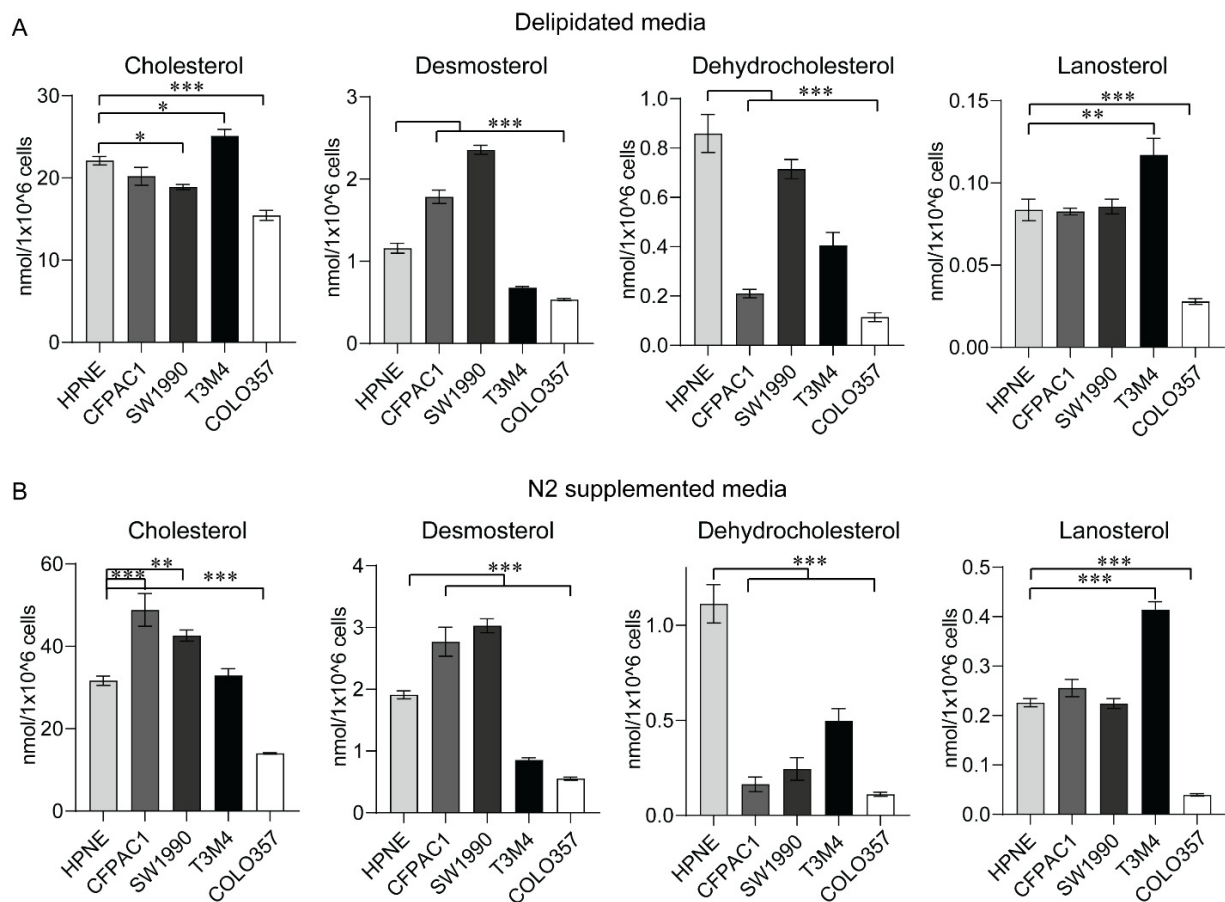 A
Delipidated media
Cholesterol
nmol/1x10^6 cells
30
20
10
0
***
*
*
HPNE
CFPAC1
SW1990
T3M4
COLO357
Desmosterol
nmol/1x10^6 cells
3
2
1
0
***
HPNE
CFPAC1
SW1990
T3M4
COLO357
Dehydrocholesterol
nmol/1x10^6 cells
1.0
0.8
0.6
0.4
0.2
0.0
***
HPNE
CFPAC1
SW1990
T3M4
COLO357
Lanosterol
nmol/1x10^6 cells
0.15
0.10
0.05
0.00
***
**
HPNE
CFPAC1
SW1990
T3M4
COLO357
B
N2 supplemented media
Cholesterol
nmol/1x10^6 cells
60
40
20
0
**
***
***
HPNE
CFPAC1
SW1990
T3M4
COLO357
Desmosterol
nmol/1x10^6 cells
4
3
2
1
0
***
HPNE
CFPAC1
SW1990
T3M4
COLO357
Dehydrocholesterol
nmol/1x10^6 cells
1.0
0.5
0.0
***
HPNE
CFPAC1
SW1990
T3M4
COLO357
Lanosterol
nmol/1x10^6 cells
0.5
0.4
0.3
0.2
0.1
0.0
***
***
HPNE
CFPAC1
SW1990
T3M4
COLO357